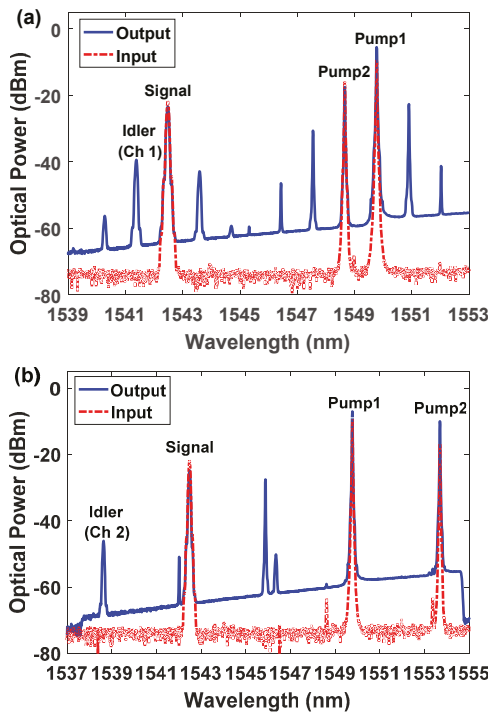 (a)
Output
Input
Pump1
Pump2
Signal
Idler
(Ch 1)
Optical Power (dBm)
0
-20
-40
-60
-80
1539 1541 1543 1545 1547 1549 1551 1553
Wavelength (nm)
(b)
Output
Input
Pump1
Pump2
Signal
Idler
(Ch 2)
Optical Power (dBm)
0
-20
-40
-60
-80
1537 1539 1541 1543 1545 1547 1549 1551 1553 1555
Wavelength (nm)